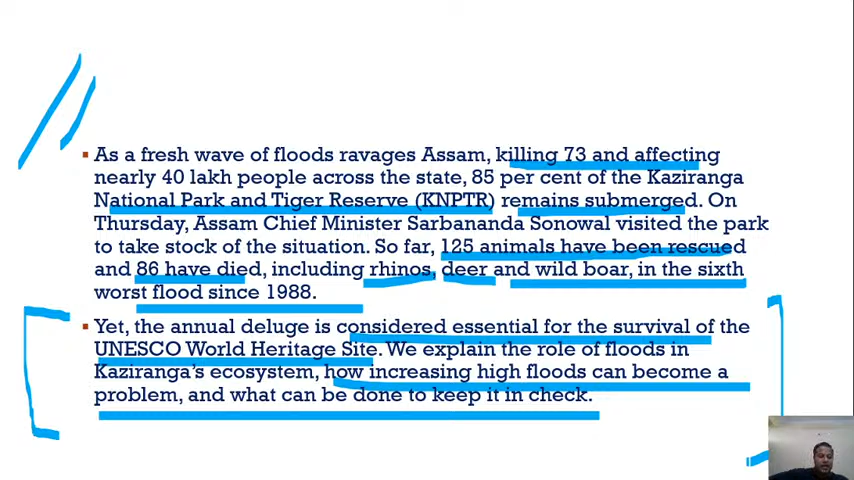 As a fresh wave of floods ravages Assam, killing 73 and affecting
nearly 40 lakh people across the state, 85 per cent of the Kaziranga
National Park and Tiger Reserve (KNPTR) remains submerged. On
Thursday, Assam Chief Minister Sarbananda Sonowal visited the park
to take stock of the situation. So far, 125 animals have been rescued
and 86 have died, including rhinos, deer and wild boar, in the sixth
worst flood since 1988.
Yet, the annual deluge is considered essential for the survival of the
UNESCO World Heritage Site. We explain the role of floods in
Kaziranga's ecosystem, how increasing high floods can become a
problem, and what can be done to keep it in check.